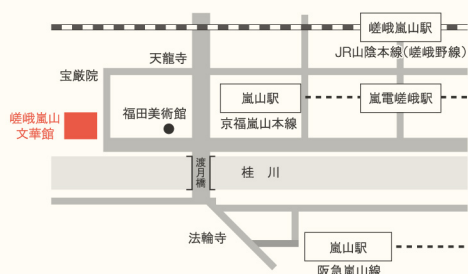 嵯峨嵐山駅
JR山陰本線(嵯峨野線)
天龍寺
宝厳院
嵐山駅
嵐電嵯峨駅
福田美術館
京福嵐山本線
嵯峨嵐山
文華館
渡月橋
桂川
法輪寺
嵐山駅
阪急嵐山線